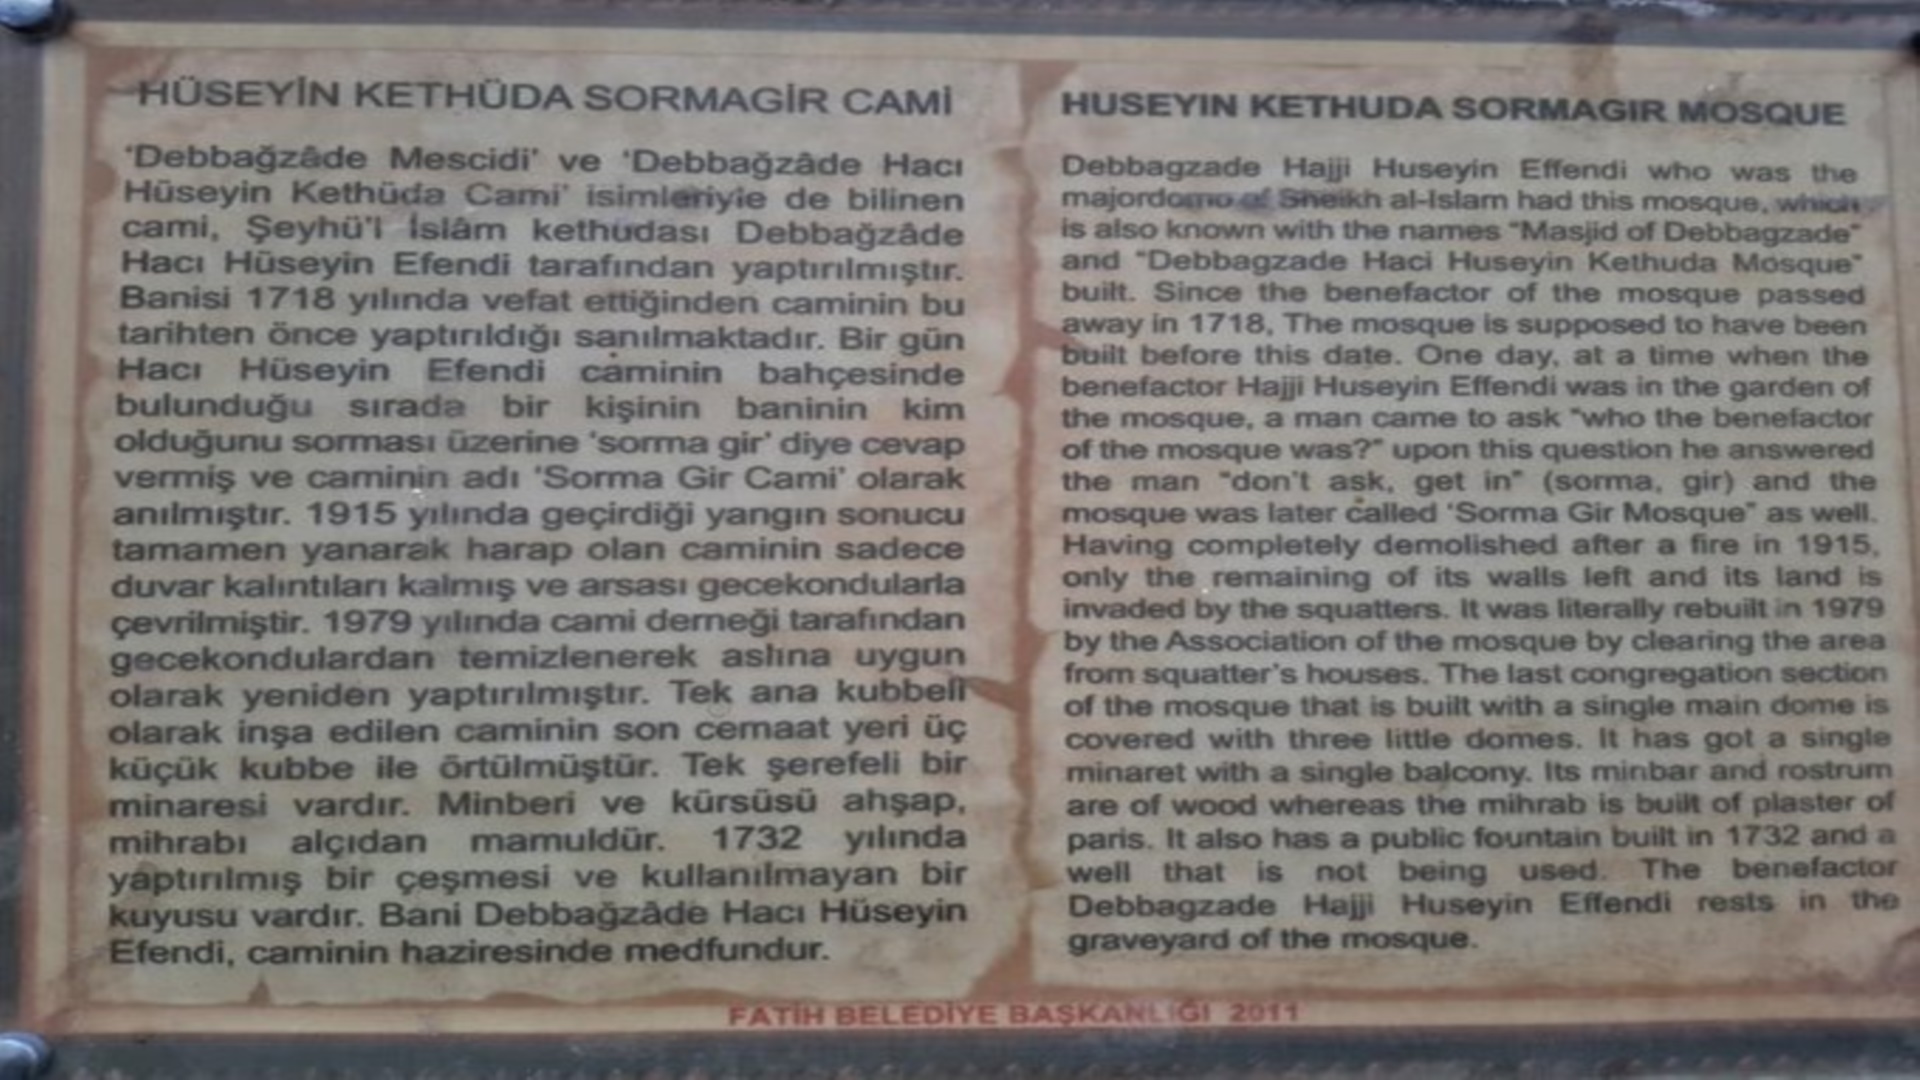 HÜSEYİN KETHÜDA SORMAGİR CAMİ
'Debbağzâde Mescidi' ve 'Debbağzâde Hacı
Hüseyin Kethüda Cami' isimleriyle de bilinen
cami, Şeyhü'l İslâm kethudası Debbağzâde
Hacı Hüseyin Efendi tarafından yaptırılmıştır.
Banisi 1718 yılında vefat ettiğinden caminin bu
tarihten önce yaptırıldığı sanılmaktadır. Bir gün
Hacı Hüseyin Efendi caminin bahçesinde
bulunduğu sırada bir kişinin baninin kim
olduğunu sorması üzerine 'sorma gir' diye cevap
vermiş ve caminin adı 'Sorma Gir Cami' olarak
anılmıştır. 1915 yılında geçirdiği yangın sonucu
tamamen yanarak harap olan caminin sadece
duvar kalıntıları kalmış ve arsası gecekondularla
çevrilmiştir. 1979 yılında cami derneği tarafından
gecekondulardan temizlenerek aslına uygun
olarak yeniden yaptırılmıştır. Tek ana kubbeli
olarak inşa edilen caminin son cemaat yeri üç
küçük kubbe ile örtülmüştür. Tek şerefeli bir
minaresi vardır. Minberi ve kürsüsü ahşap,
mihrabı alçıdan mamuldür. 1732 yılında
yaptırılmış bir çeşmesi ve kullanılmayan bir
kuyusu vardır. Bani Debbağzâde Hacı Hüseyin
Efendi, caminin haziresinde medfundur.
HUSEYIN KETHUDA SORMAGIR MOSQUE
Debbagzade Hajji Huseyin Effendi who was the
majordomo of Sheikh al-Islam had this mosque, which
is also known with the names "Masjid of Debbagzade"
and "Debbagzade Haci Huseyin Kethuda Mosque"
built. Since the benefactor of the mosque passed
away in 1718, The mosque is supposed to have been
built before this date. One day, at a time when the
benefactor Hajji Huseyin Effendi was in the garden of
the mosque, a man came to ask "who the benefactor
of the mosque was?" upon this question he answered
the man "don't ask, get in" (sorma, gir) and the
mosque was later called 'Sorma Gir Mosque" as well.
Having completely demolished after a fire in 1915,
only the remaining of its walls left and its land is
invaded by the squatters. It was literally rebuilt in 1979
by the Association of the mosque by clearing the area
from squatter's houses. The last congregation section
of the mosque that is built with a single main dome is
covered with three little domes. It has got a single
minaret with a single balcony. Its minbar and rostrum
are of wood whereas the mihrab is built of plaster of
paris. It also has a public fountain built in 1732 and a
well that is not being used. The benefactor
Debbagzade Hajji Huseyin Effendi rests in the
graveyard of the mosque.
FATİH BELEDİYE BAŞKANLIĞI 2011